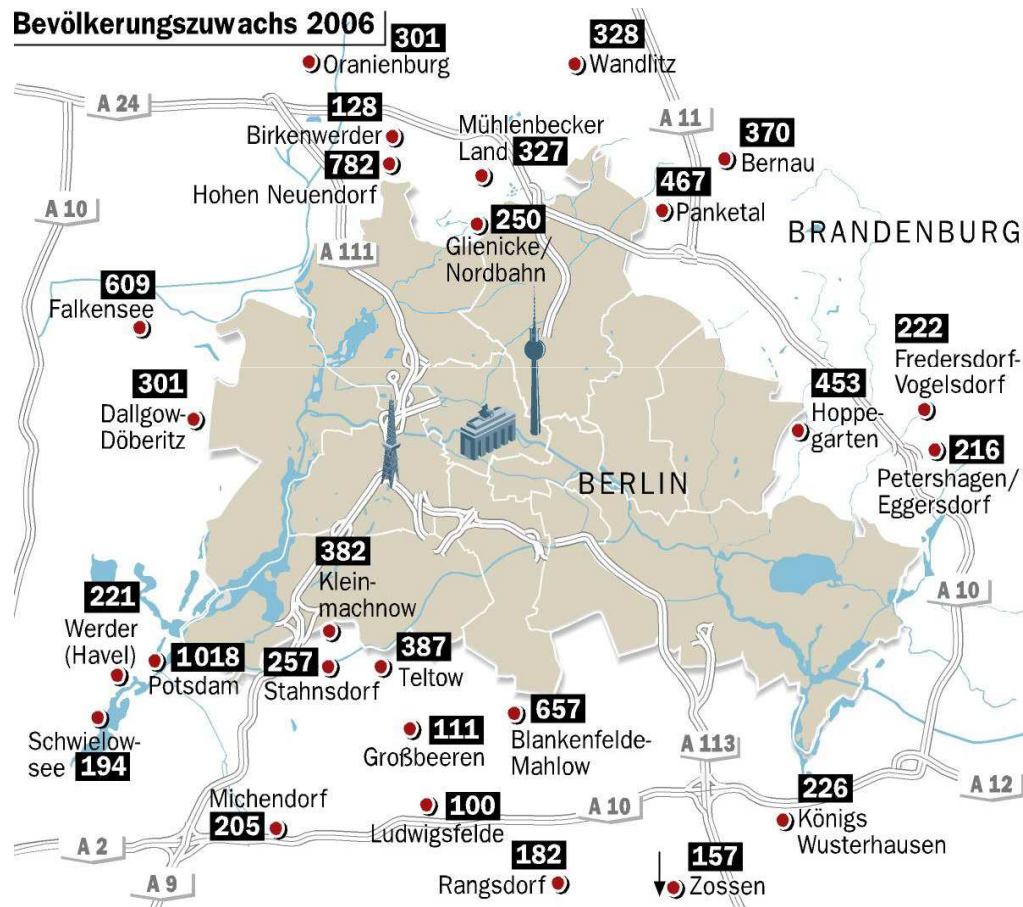 Bevölkerungszuwachs 2006
301
Oranienburg
328
Wandlitz
A 24
128
Birkenwerder
782
Hohen Neuendorf
Mühlenbecker
Land 327
A 11
370
Bernau
467
Panketal
A 10
A 111
250
Glienicke/
Nordbahn
BRANDENBURG
609
Falkensee
222
Fredersdorf-
Vogelsdorf
301
Dallgow-
Döberitz
453
Hoppe-
garten
216
Petershagen/
Eggersdorf
BERLIN
382
Klein-
machnow
A 10
221
Werder
(Havel)
1018
Potsdam
257
Stahnsdorf
387
Teltow
Schwielow-
see 194
111
Großbeeren
657
Blankenfelde-
Mahlow
A 113
A 12
Michendorf
205
100
Ludwigsfelde
A 10
226
Königs
Wusterhausen
A 2
A 9
182
Rangsdorf
157
Zossen